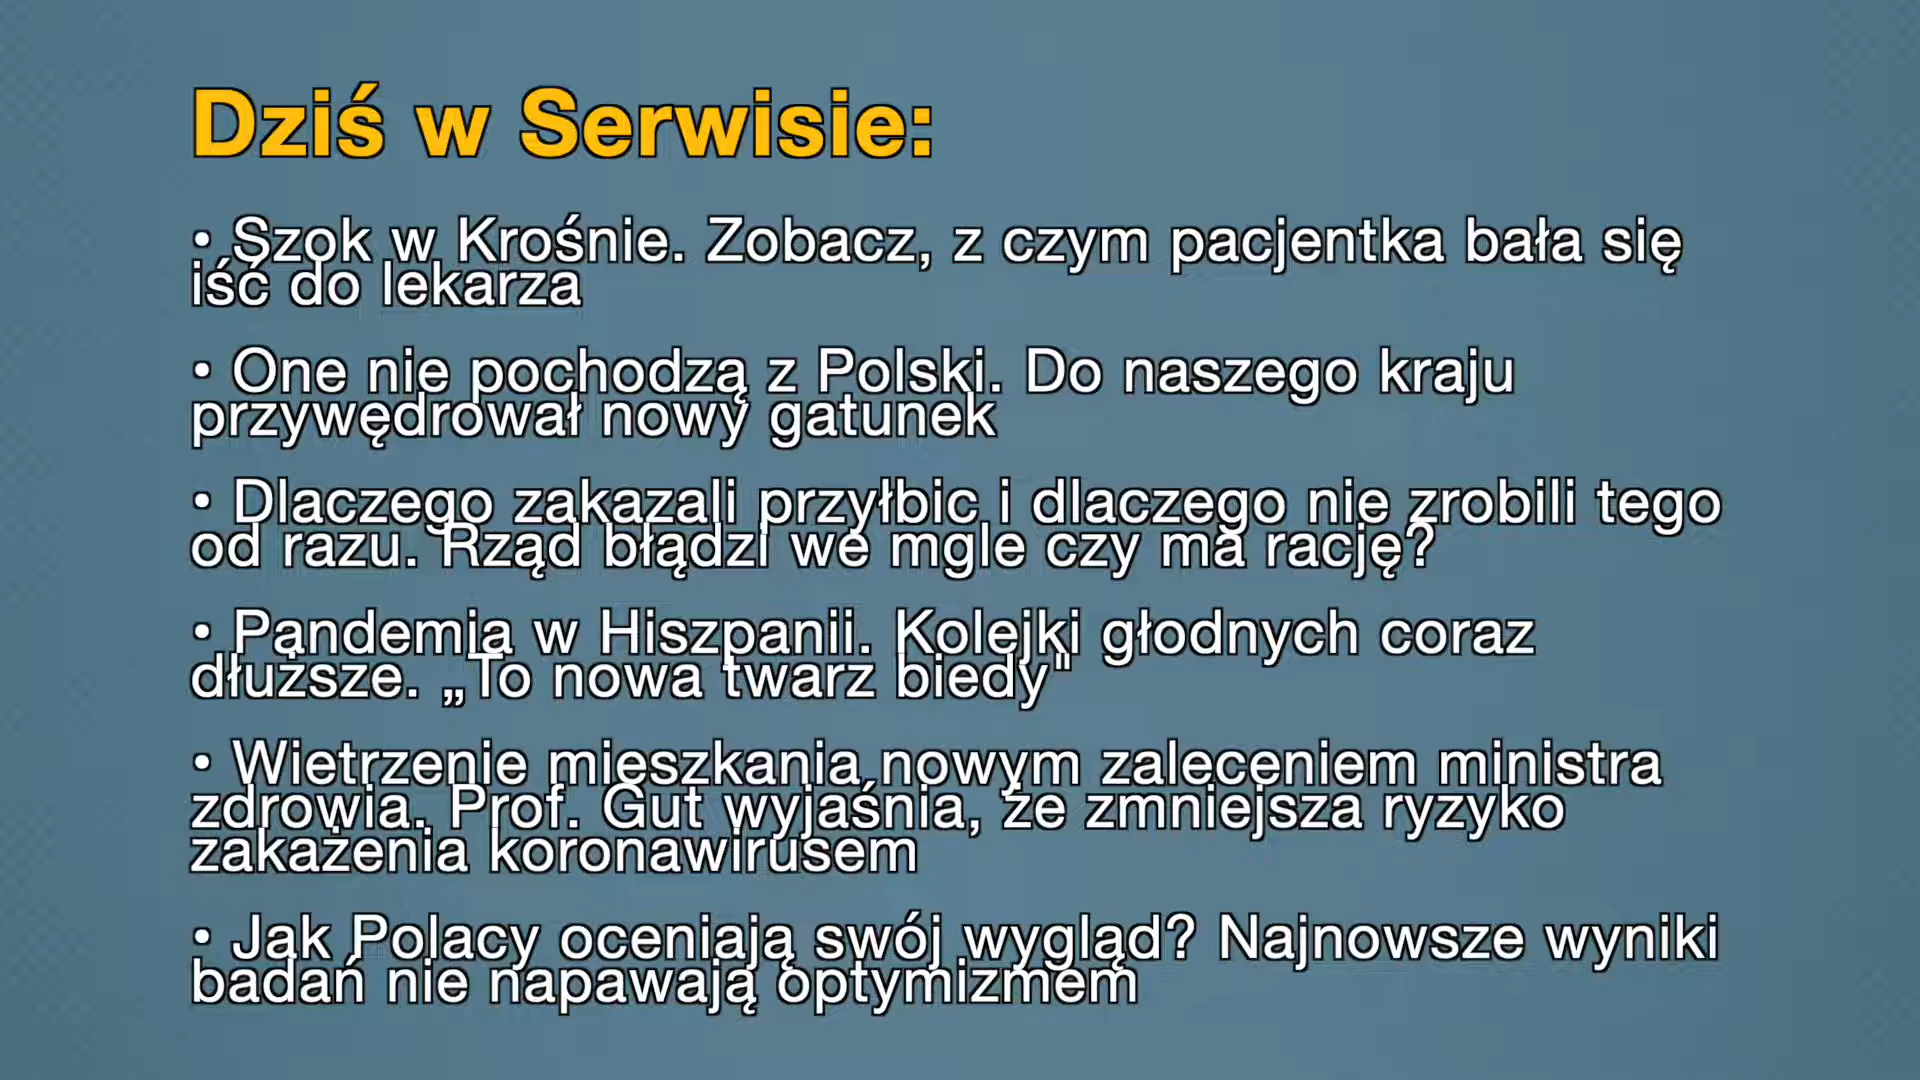 Dziś w Serwisie:
• Szok w Krośnie. Zobacz, z czym pacjentka bała się
iść do lekarza
• One nie pochodzą z Polski. Do naszego kraju
przywędrował nowy gatunek
• Dlaczego zakazali przyłbic i dlaczego nie zrobili tego
od razu. Rząd błądzi we mgle czy ma rację?
• Pandemia w Hiszpanii. Kolejki głodnych coraz
dłuższe. „To nowa twarz biedy"
• Wietrzenie mieszkania nowym zaleceniem ministra
zdrowia. Prof. Gut wyjaśnia, że zmniejsza ryzyko
zakażenia koronawirusem
• Jak Polacy oceniają swój wygląd? Najnowsze wyniki
badań nie napawają optymizmem